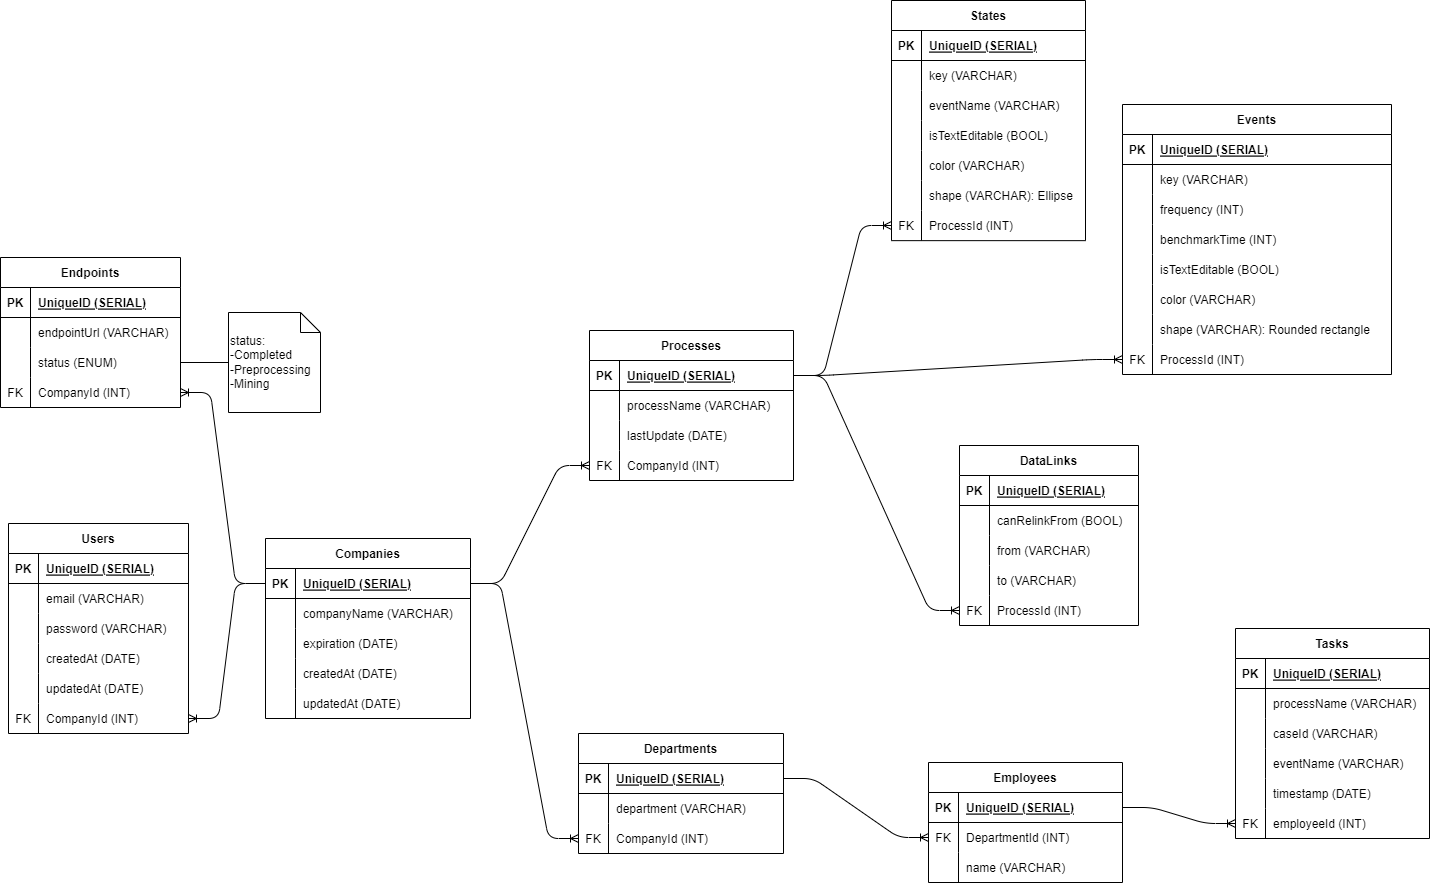 States
PK UniqueID (SERIAL)
key (VARCHAR)
eventName (VARCHAR)
isTextEditable (BOOL)
color (VARCHAR)
shape (VARCHAR): Ellipse
FK ProcessId (INT)
Events
PK UniqueID (SERIAL)
key (VARCHAR)
frequency (INT)
benchmarkTime (INT)
isTextEditable (BOOL)
color (VARCHAR)
shape (VARCHAR): Rounded rectangle
FK ProcessId (INT)
Endpoints
PK UniqueID (SERIAL)
endpointUrl (VARCHAR)
status (ENUM)
FK CompanyId (INT)
status:
-Completed
-Preprocessing
-Mining
Processes
PK UniqueID (SERIAL)
processName (VARCHAR)
lastUpdate (DATE)
FK CompanyId (INT)
DataLinks
PK UniqueID (SERIAL)
canRelinkFrom (BOOL)
from (VARCHAR)
to (VARCHAR)
FK ProcessId (INT)
Users
PK UniqueID (SERIAL)
email (VARCHAR)
password (VARCHAR)
createdAt (DATE)
updatedAt (DATE)
FK CompanyId (INT)
Companies
PK UniqueID (SERIAL)
companyName (VARCHAR)
expiration (DATE)
createdAt (DATE)
updatedAt (DATE)
Departments
PK UniqueID (SERIAL)
department (VARCHAR)
FK CompanyId (INT)
Employees
PK UniqueID (SERIAL)
FK DepartmentId (INT)
name (VARCHAR)
Tasks
PK UniqueID (SERIAL)
processName (VARCHAR)
caseId (VARCHAR)
eventName (VARCHAR)
timestamp (DATE)
FK employeeId (INT)